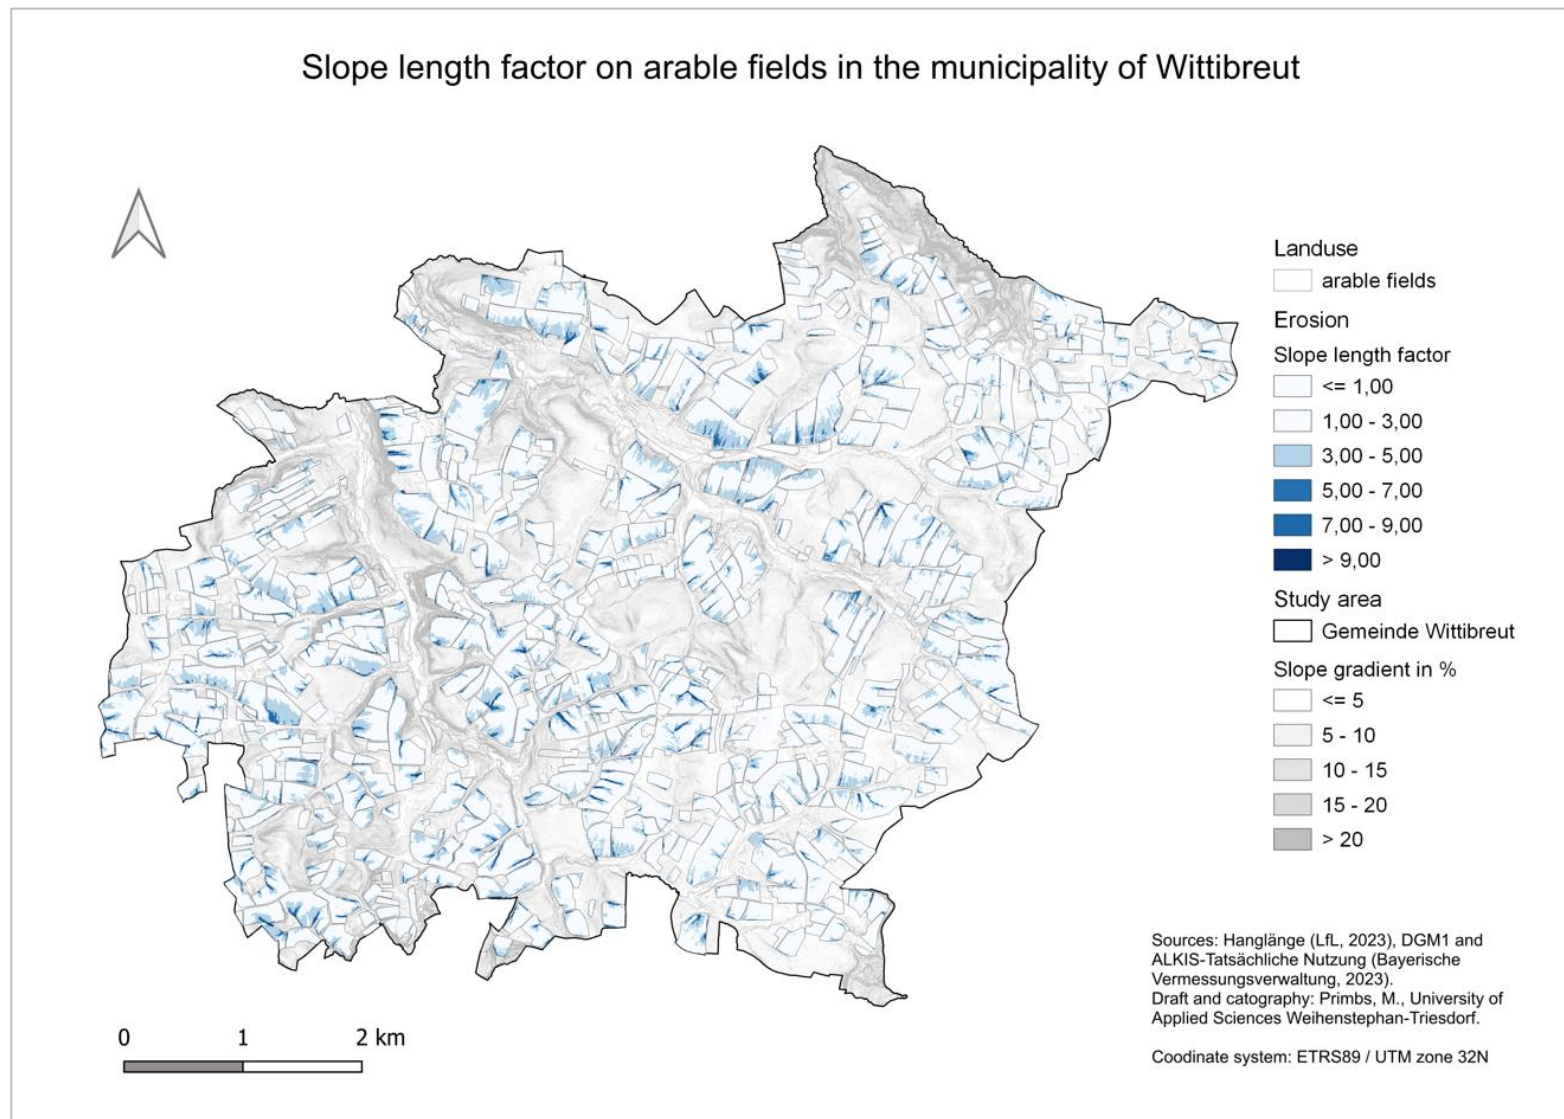 Slope length factor on arable fields in the municipality of Wittibreut
Landuse
arable fields
Erosion
Slope length factor
<= 1,00
1,00 - 3,00
3,00 - 5,00
5,00 - 7,00
7,00 - 9,00
> 9,00
Study area
Gemeinde Wittibreut
Slope gradient in %
<= 5
5 - 10
10 - 15
15 - 20
> 20
Sources: Hanglänge (LfL, 2023), DGM1 and
ALKIS-Tatsächliche Nutzung (Bayerische
Vermessungsverwaltung, 2023).
Draft and catography: Primbs, M., University of
Applied Sciences Weihenstephan-Triesdorf.
Coodinate system: ETRS89 / UTM zone 32N
0 1 2 km